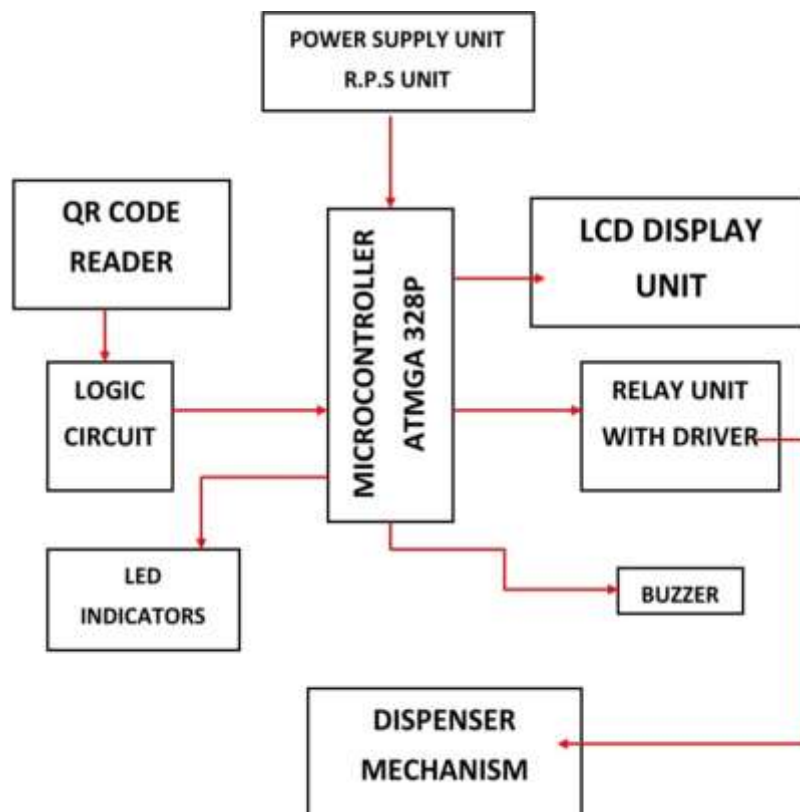 POWER SUPPLY UNIT
R.P.S UNIT
QR CODE
READER
LCD DISPLAY
UNIT
MICROCONTROLLER
ATMGA 328P
LOGIC
CIRCUIT
RELAY UNIT
WITH DRIVER
LED
INDICATORS
BUZZER
DISPENSER
MECHANISM